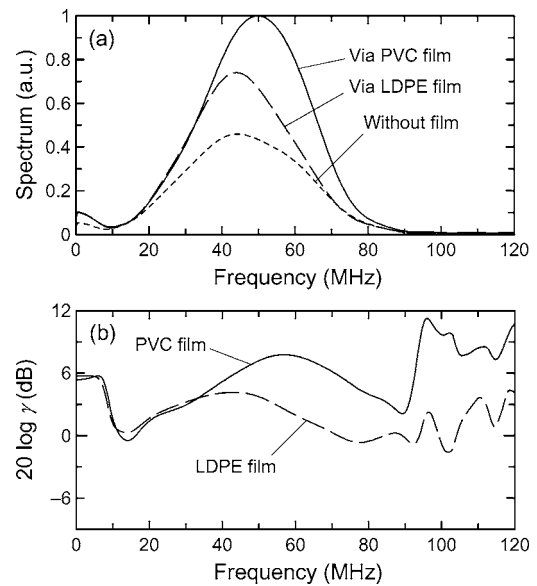 (a)
Via PVC film
Via LDPE film
Without film
Spectrum (a.u.)
1
0.8
0.6
0.4
0.2
0
0 20 40 60 80 100 120
Frequency (MHz)
(b)
PVC film
LDPE film
20 log γ (dB)
12
6
0
–6
0 20 40 60 80 100 120
Frequency (MHz)